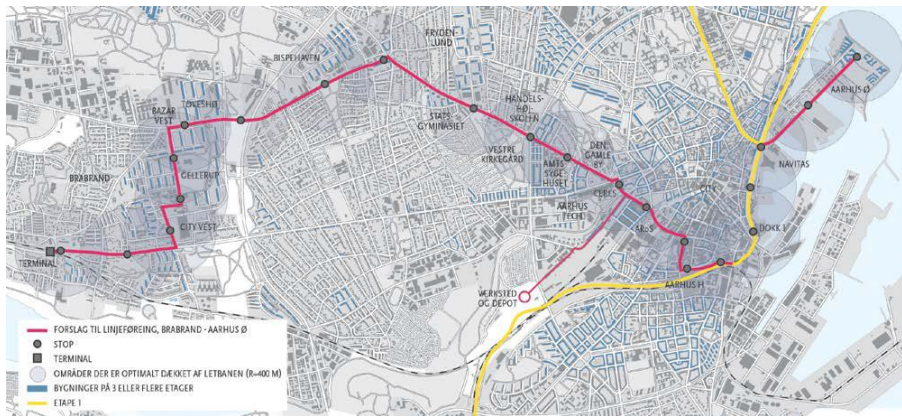 FRYDEN-
LUND
BISPEHAVEN
TOVESHØJ
BAZAR
VEST
STATS-
GYMNASIET
HANDELS-
HØJ-
SKOLEN
AARHUS Ø
BRABRAND
GELLERUP
VESTRE
KIRKEGÅRD
AMTS-
SYGE
HUSET
DEN
GAMLE
BY
NAVITAS
CITY
CERES
CITY VEST
AARHUS
TECH
AROS
DOKK 1
TERMINAL
AARHUS H
VÆRKSTED
OG DEPOT
FORSLAG TIL LINJEFØREING, BRABRAND - AARHUS Ø
STOP
TERMINAL
OMRÅDER DER ER OPTIMALT DÆKKET AF LETBANEN (R=400 M)
BYGNINGER PÅ 3 ELLER FLERE ETAGER
ETAPE 1